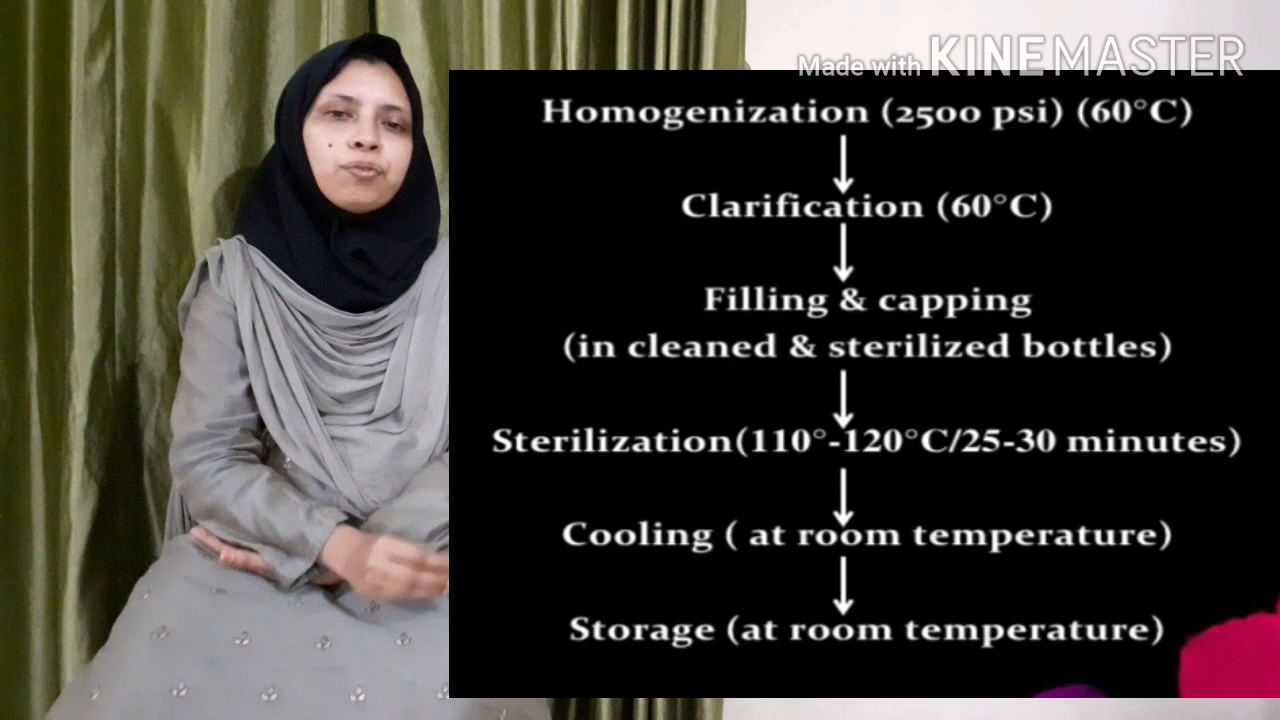 Made with KINEMASTER
Homogenization (2500 psi) (60°C)
Clarification (60°C)
Filling & capping
(in cleaned & sterilized bottles)
Sterilization(110°-120°C/25-30 minutes)
Cooling ( at room temperature)
Storage (at room temperature)